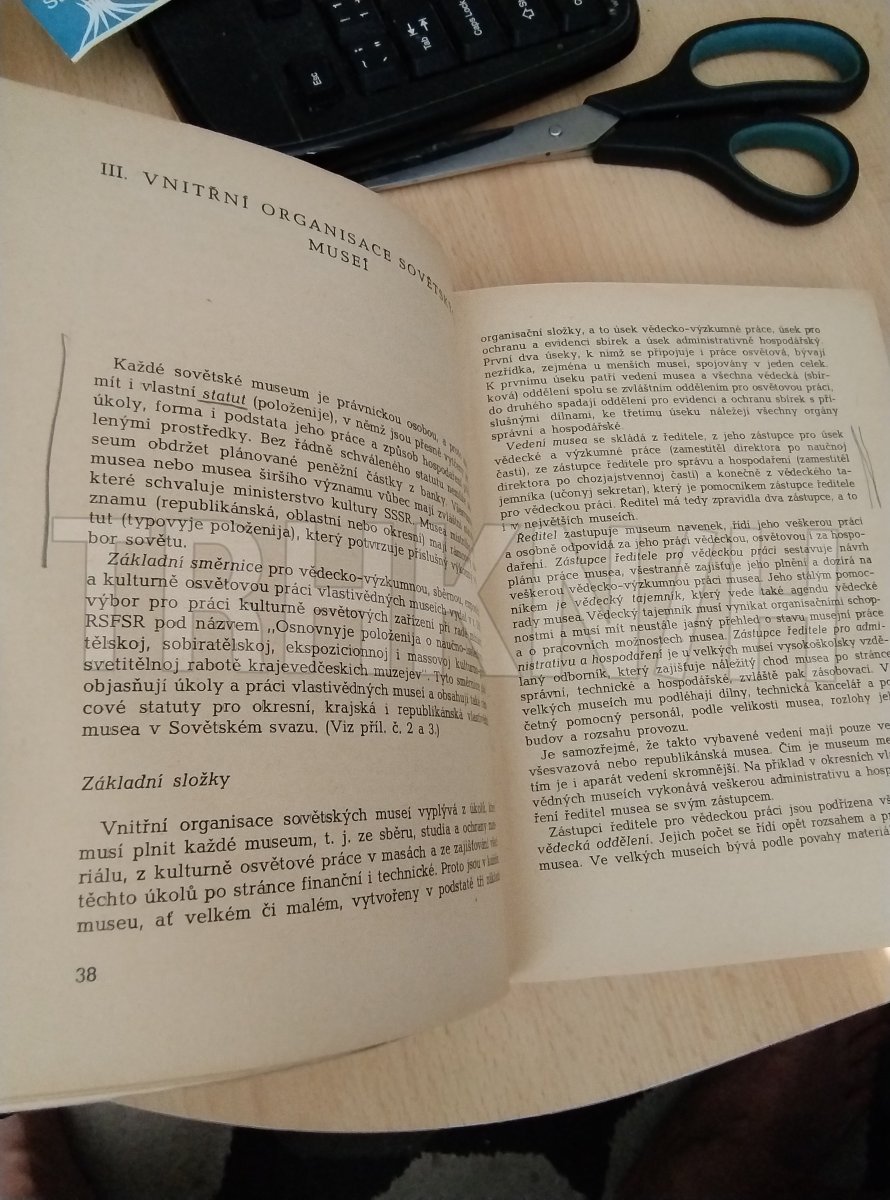 III. VNITŘNÍ ORGANISACE SOVĚTSK
MUSEÍ
Každé sovětské museum je právnickou osobou, a proto
mít i vlastní statut (položenije), v němž jsou přesně
úkoly, forma i podstata jeho práce a způsob hospodaření
lenými prostředky. Bez řádně schváleného statutu
seum obdržet plánované peněžní částky z banky.
musea nebo musea širšího významu vůbec mají zvláštní
které schvaluje ministerstvo kultury SSSR. Musea
znamu (republikánská, oblastní nebo okresní) mají
tut (typovyje položenija), který potvrzuje příslušný
bor sovětu.
Základní směrnice pro vědecko-výzkumnou, sběrnou,
a kulturně osvětovou práci vlastivědných museích
výbor pro práci kulturně osvětových zařízení při radě
RSFSR pod názvem „Osnovnyje položenija o naučno-
tělskoj, sobiratělskoj, ekspozicionnoj i massovoj
svetitělnoj rabotě krajevedčeskich muzejev“. Tyto směrnice
objasňují úkoly a práci vlastivědných museí a obsahují také
cové statuty pro okresní, krajská i republikánská
musea v Sovětském svazu. (Viz příl. č. 2 a 3.)
Základní složky
Vnitřní organisace sovětských museí vyplývá z úkolů,
musí plnit každé museum, t. j. ze sběru, studia a ochrany
riálu, z kulturně osvětové práce v masách a ze zajišťování
těchto úkolů po stránce finanční i technické. Proto jsou v
museu, ať velkém či malém, vytvořeny v podstatě tři
38
organisační složky, a to úsek vědecko-výzkumné práce, úsek pro
ochranu a evidenci sbírek a úsek administrativně hospodářský.
První dva úseky, k nimž se připojuje i práce osvětová, bývají
nezřídka, zejména u menších museí, spojovány v jeden celek.
K prvnímu úseku patří vedení musea a všechna vědecká (sbír-
ková) oddělení spolu se zvláštním oddělením pro osvětovou práci,
do druhého spadají oddělení pro evidenci a ochranu sbírek s pří-
slušnými dílnami, ke třetímu úseku náležejí všechny orgány
správní a hospodářské.
Vedení musea se skládá z ředitele, z jeho zástupce pro úsek
vědecké a výzkumné práce (zamestitěl direktora po naučnoj
časti), ze zástupce ředitele pro správu a hospodaření (zamestitěl
direktora po chozjajstvennoj časti) a konečně z vědeckého ta-
jemníka (učonyj sekretar), který je pomocníkem zástupce ředitele
pro vědeckou práci. Ředitel má tedy zpravidla dva zástupce, a to
i v největších museích.
Ředitel zastupuje museum navenek, řídí jeho veškerou práci
a osobně odpovídá za jeho práci vědeckou, osvětovou i za hospo-
daření. Zástupce ředitele pro vědeckou práci sestavuje návrh
plánu práce musea, všestranně zajišťuje jeho plnění a dozírá na
veškerou vědecko-výzkumnou práci musea. Jeho stálým pomoc-
níkem je vědecký tajemník, který vede také agendu vědecké
rady musea. Vědecký tajemník musí vynikat organisačními schop-
nostmi a musí mít neustále jasný přehled o stavu musejní práce
a o pracovních možnostech musea. Zástupce ředitele pro admi-
nistrativu a hospodaření je u velkých museí vysokoškolsky vzdě-
laný odborník, který zajišťuje náležitý chod musea po stránce
správní, technické a hospodářské, zvláště pak zásobovací. V
velkých museích mu podléhají dílny, technická kancelář a po
četný pomocný personál, podle velikosti musea, rozlohy je
budov a rozsahu provozu.
Je samozřejmé, že takto vybavené vedení mají pouze ve
všesvazová nebo republikánská musea. Čím je museum me
tím je i aparát vedení skromnější. Na příklad v okresních vl
vědných museích vykonává veškerou administrativu a hosp
ření ředitel musea se svým zástupcem.
Zástupci ředitele pro vědeckou práci jsou podřízena vš
vědecká oddělení. Jejich počet se řídí opět rozsahem a p
musea. Ve velkých museích bývá podle povahy materiá
Esc
Tab
Caps Lock
TRHKNIH